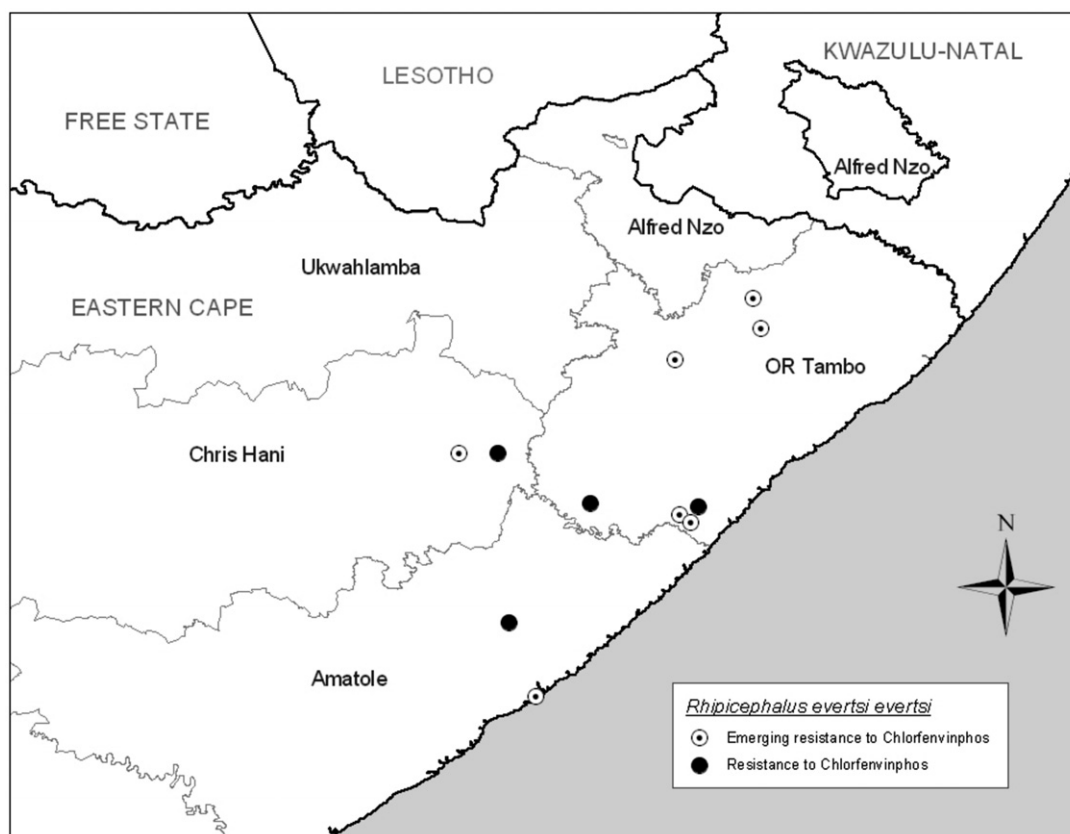 KWAZULU-NATAL
LESOTHO
FREE STATE
Alfred Nzo
Alfred Nzo
Ukwahlamba
EASTERN CAPE
OR Tambo
Chris Hani
N
Amatole
Rhipicephalus evertsi evertsi
Emerging resistance to Chlorfenvinphos
Resistance to Chlorfenvinphos